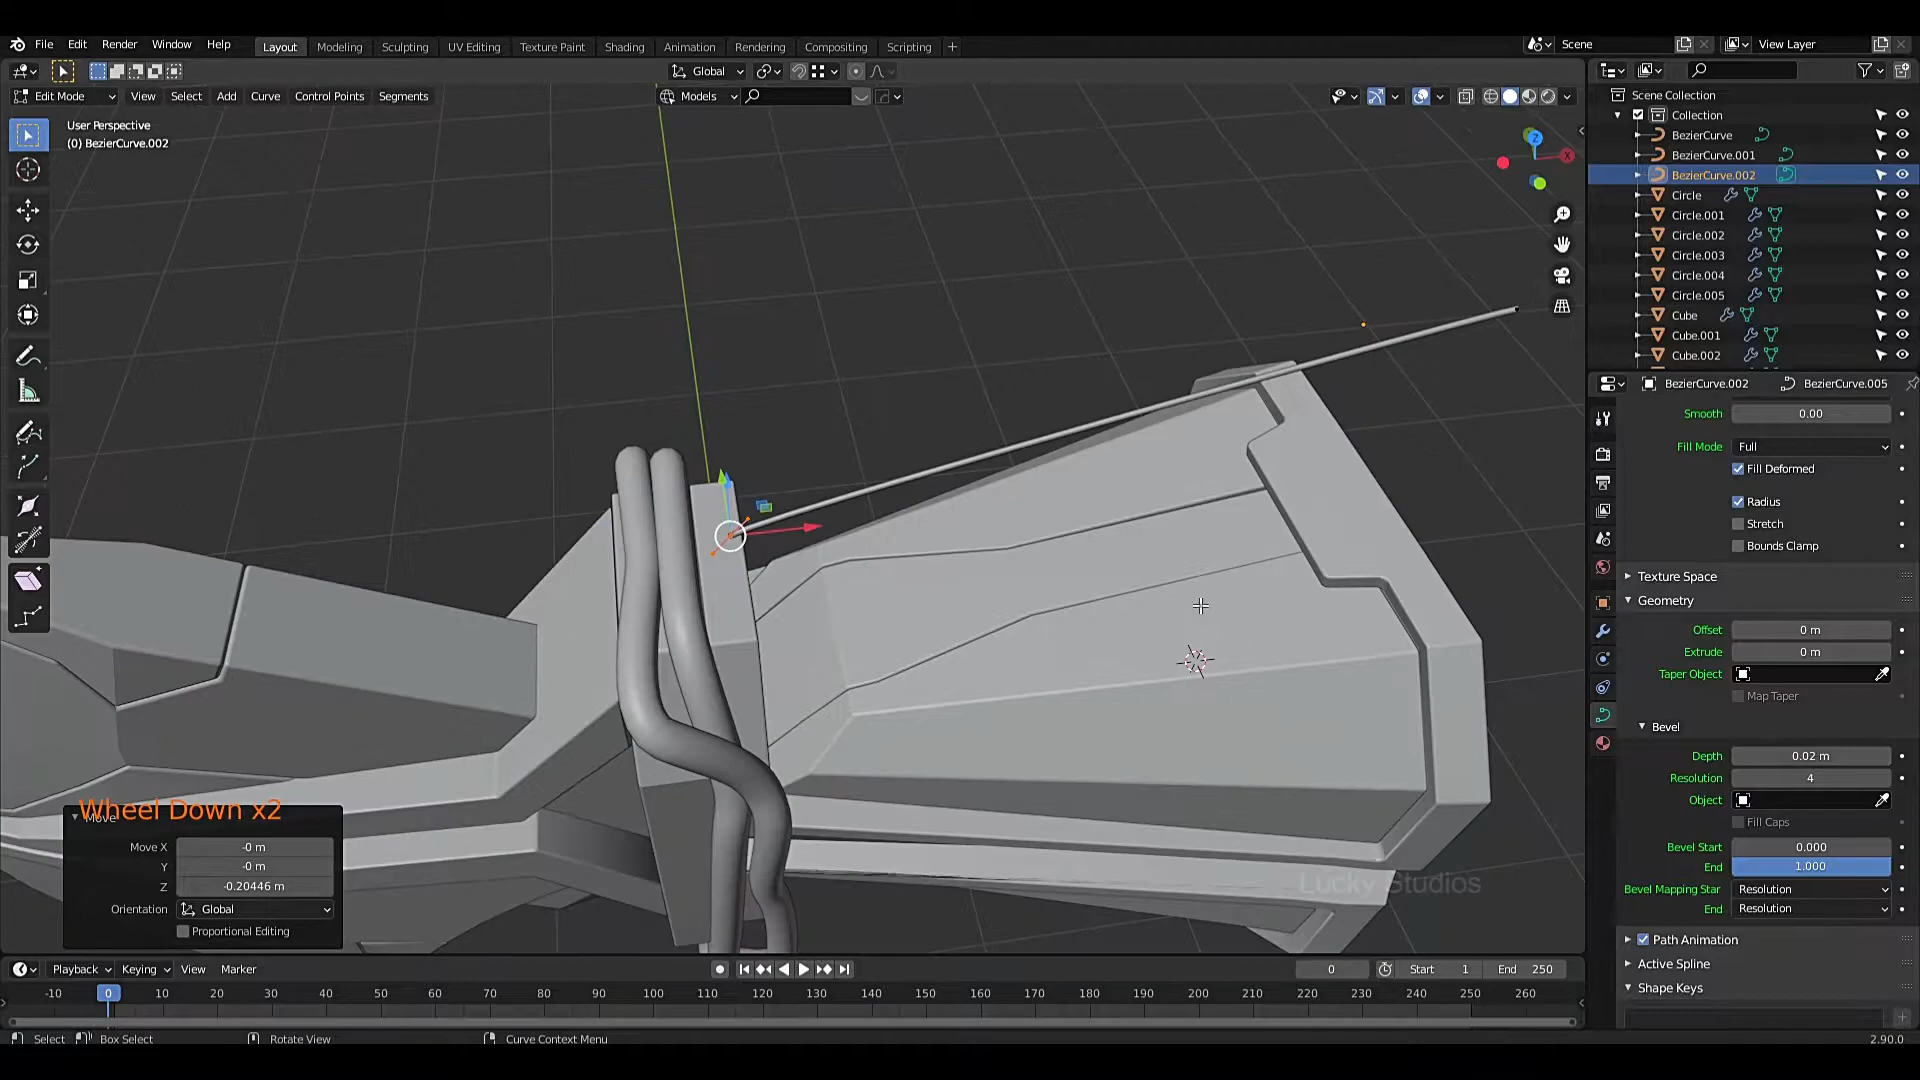 File Edit Render Window Help Layout Modeling Sculpting UV Editing Texture Paint Shading Animation Rendering Compositing Scripting + Scene View Layer
Global
Edit Mode View Select Add Curve Control Points Segments Models
User Perspective
(0) BezierCurve.002
Z
X
Scene Collection
Collection
BezierCurve
BezierCurve.001
BezierCurve.002
Circle
Circle.001
Circle.002
Circle.003
Circle.004
Circle.005
Cube
Cube.001
Cube.002
BezierCurve.002 BezierCurve.005
Smooth 0.00
Fill Mode Full
Fill Deformed
Radius
Stretch
Bounds Clamp
Texture Space
Geometry
Offset 0 m
Extrude 0 m
Taper Object
Map Taper
Bevel
Depth 0.02 m
Resolution 4
Object
Fill Caps
Bevel Start 0.000
End 1.000
Bevel Mapping Star Resolution
End Resolution
Path Animation
Active Spline
Shape Keys
Wheel Down x2
Move
Move X -0 m
Y -0 m
Z -0.20446 m
Orientation Global
Proportional Editing
Lucky Studios
Playback Keying View Marker 0 Start 1 End 250
-10 0 10 20 30 40 50 60 70 80 90 100 110 120 130 140 150 160 170 180 190 200 210 220 230 240 250 260
Select Box Select Rotate View Curve Context Menu 2.90.0